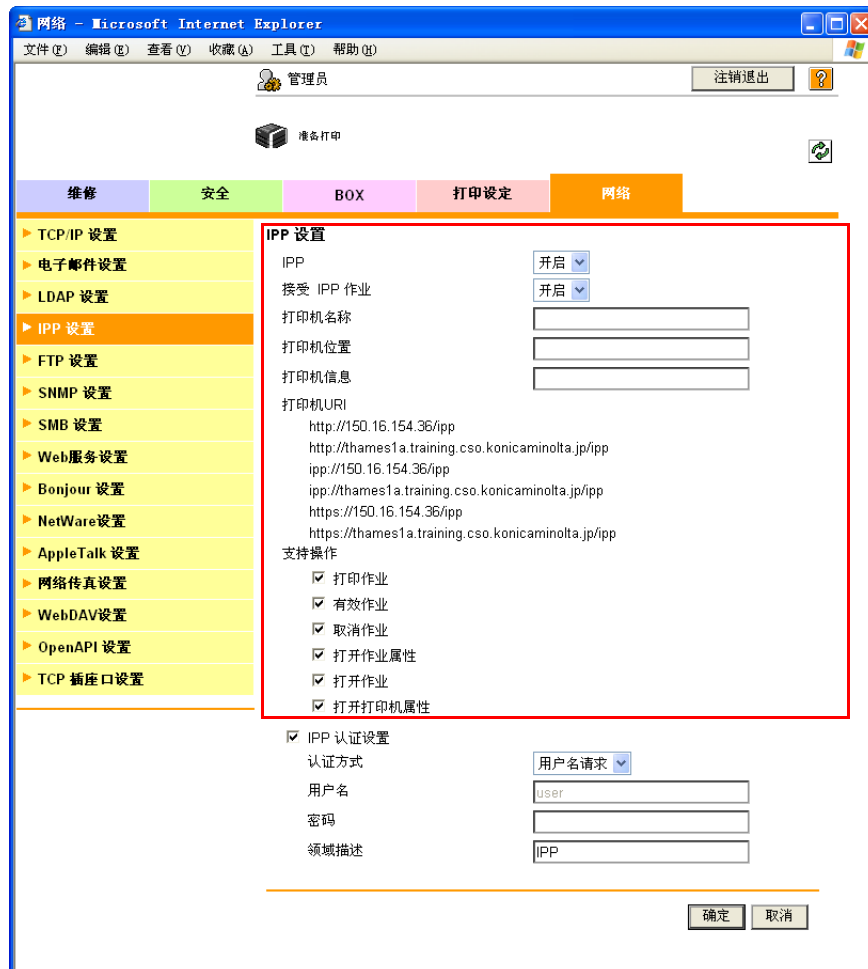 网络 - Microsoft Internet Explorer
文件(F) 编辑(E) 查看(V) 收藏(A) 工具(T) 帮助(H)
管理员 注销退出 ?
准备打印
维修 安全 BOX 打印设定 网络
TCP/IP 设置
电子邮件设置
LDAP 设置
IPP 设置
FTP 设置
SNMP 设置
SMB 设置
Web服务设置
Bonjour 设置
NetWare设置
AppleTalk 设置
网络传真设置
WebDAV设置
OpenAPI 设置
TCP 插座口设置
IPP 设置
IPP 开启
接受 IPP 作业 开启
打印机名称
打印机位置
打印机信息
打印机URI
http://150.16.154.36/ipp
http://thames1a.training.cso.konicaminolta.jp/ipp
ipp://150.16.154.36/ipp
ipp://thames1a.training.cso.konicaminolta.jp/ipp
https://150.16.154.36/ipp
https://thames1a.training.cso.konicaminolta.jp/ipp
支持操作
打印作业
有效作业
取消作业
打开作业属性
打开作业
打开打印机属性
IPP 认证设置
认证方式 用户名请求
用户名 user
密码
领域描述 IPP
确定 取消